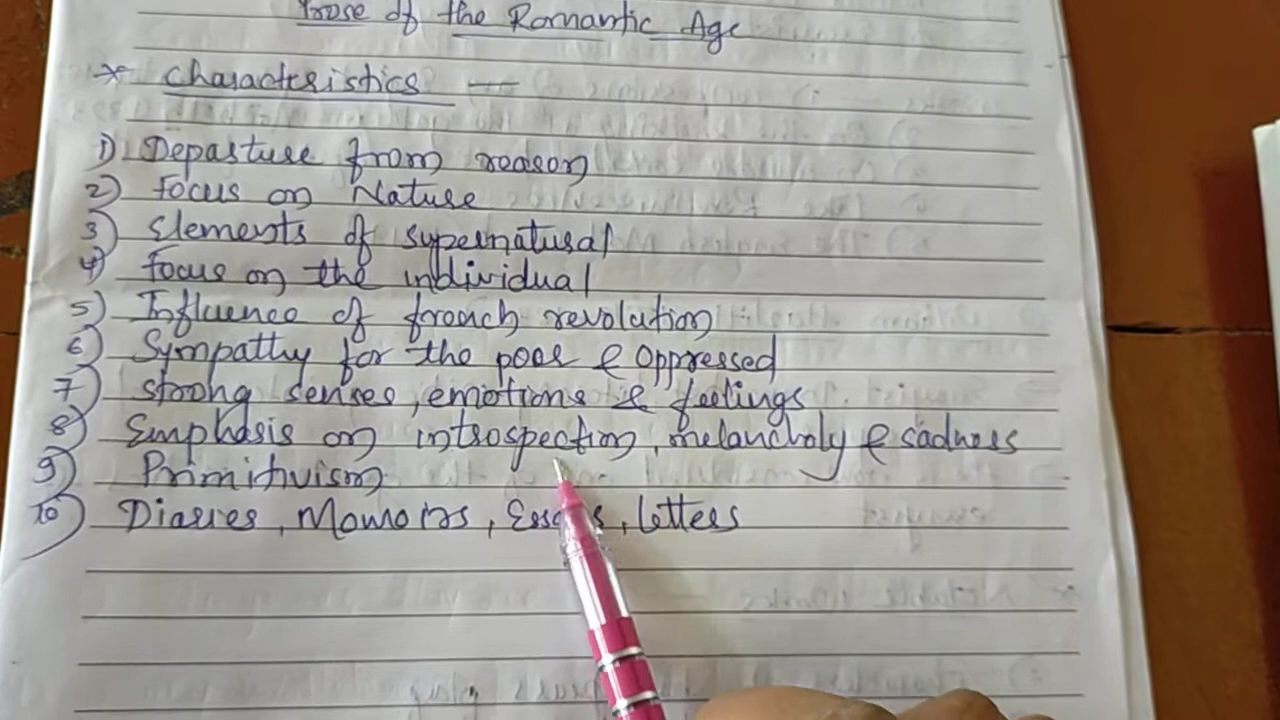 Prose of the Romantic Age
* Characteristics —
1) Departure from reason
2) Focus on Nature
3) Elements of supernatural
4) Focus on the individual
5) Influence of french revolution
6) Sympathy for the poor & oppressed
7) strong senses, emotions & feelings
8) Emphasis on introspection, melancholy & sadness
9) Primitivism
10) Diaries, Memoirs, Essays, letters